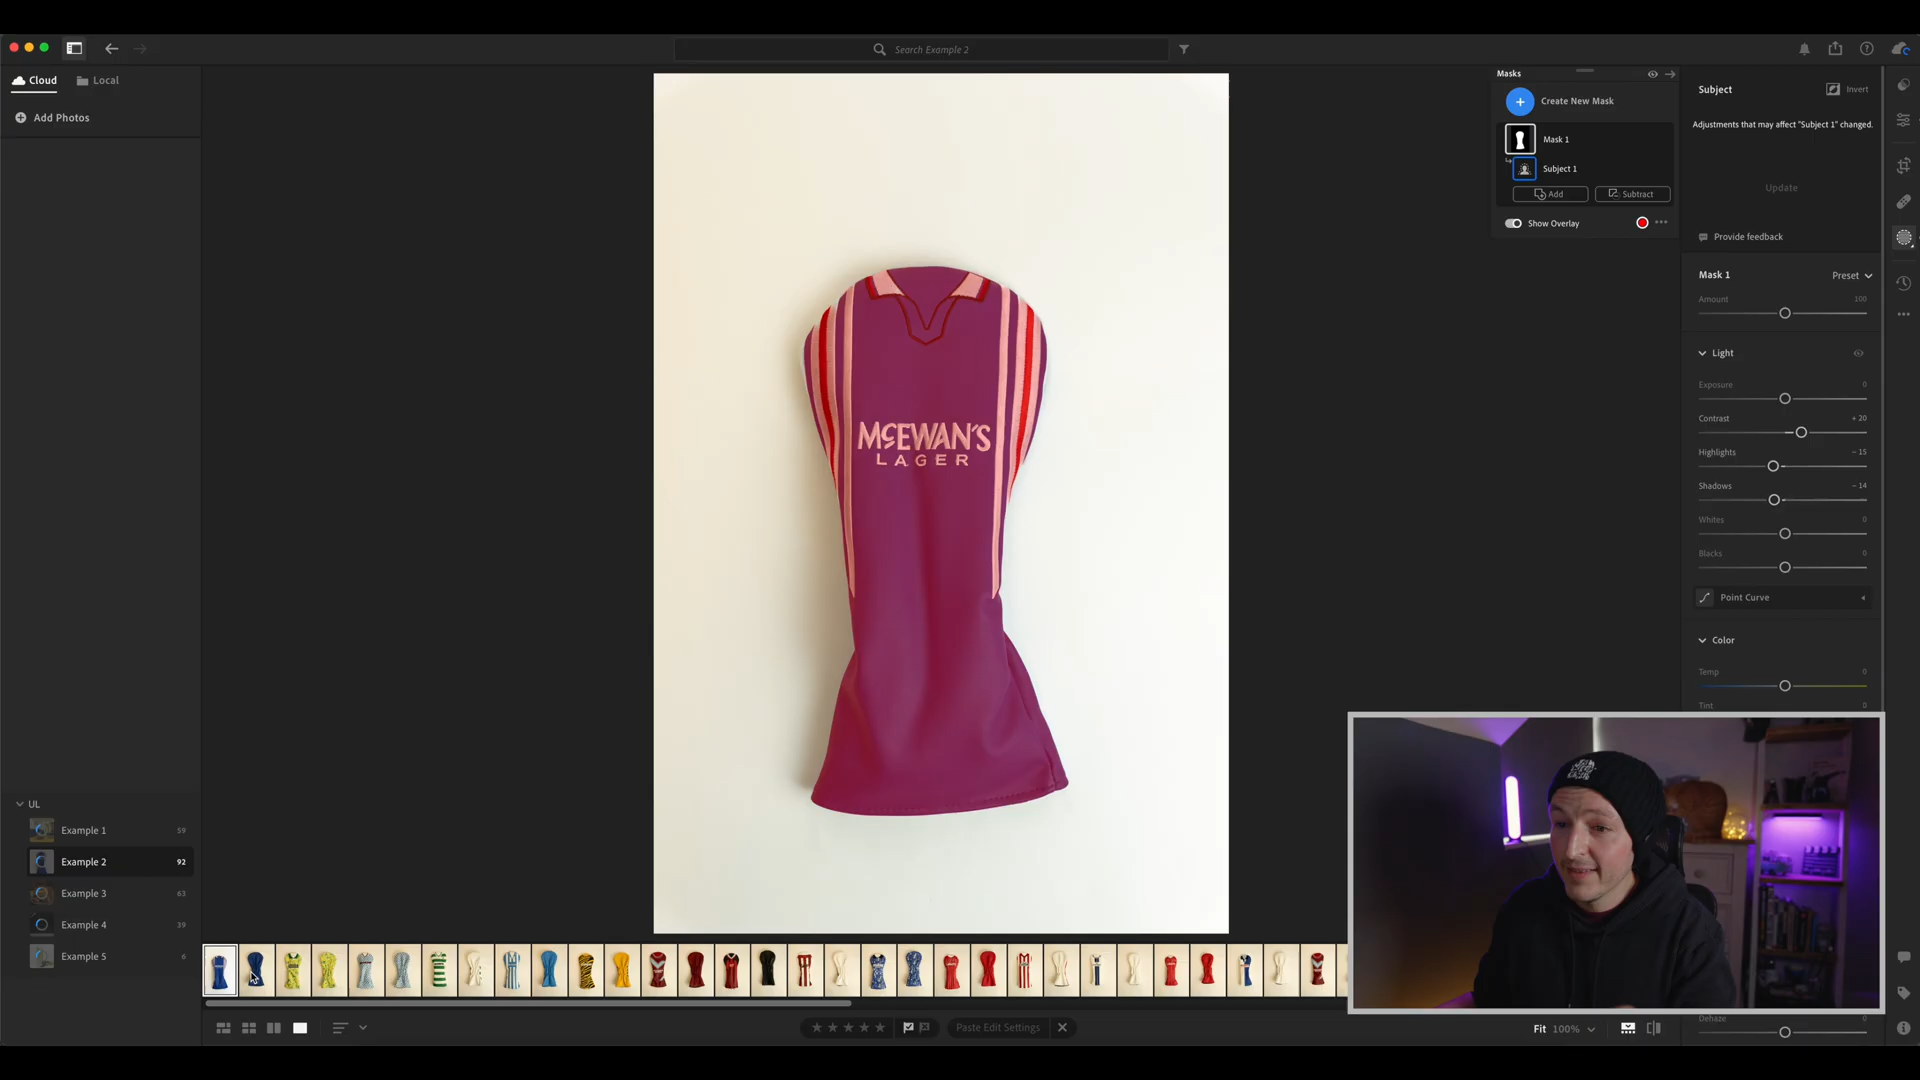 Search Example 2
Cloud
Local
Add Photos
UL
Example 1
59
Example 2
92
Example 3
63
Example 4
39
Example 5
6
McEWAN'S
LAGER
Masks
Create New Mask
Mask 1
Subject 1
Add
Subtract
Show Overlay
Subject
Invert
Adjustments that may affect "Subject 1" changed.
Update
Provide feedback
Mask 1
Preset
Amount
100
Light
Exposure
0
Contrast
+ 20
Highlights
− 15
Shadows
− 14
Whites
0
Blacks
0
Point Curve
Color
Temp
0
Tint
0
Dehaze
0
Paste Edit Settings
Fit
100%